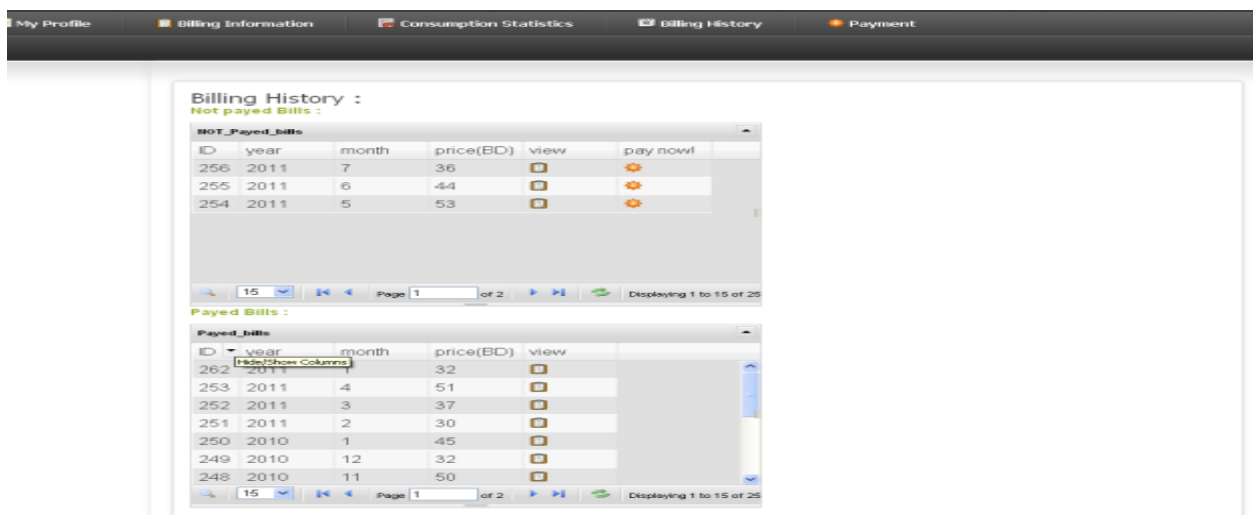 My Profile Billing Information Consumption Statistics Billing History Payment
Billing History :
Not payed Bills :
NOT_Payed_bills
ID year month price(BD) view pay now!
256 2011 7 36
255 2011 6 44
254 2011 5 53
15 Page 1 of 2 Displaying 1 to 15 of 25
Payed Bills :
Payed_bills
ID year month price(BD) view
Hide/Show Columns
262 2011 1 32
253 2011 4 51
252 2011 3 37
251 2011 2 30
250 2010 1 45
249 2010 12 32
248 2010 11 50
15 Page 1 of 2 Displaying 1 to 15 of 25